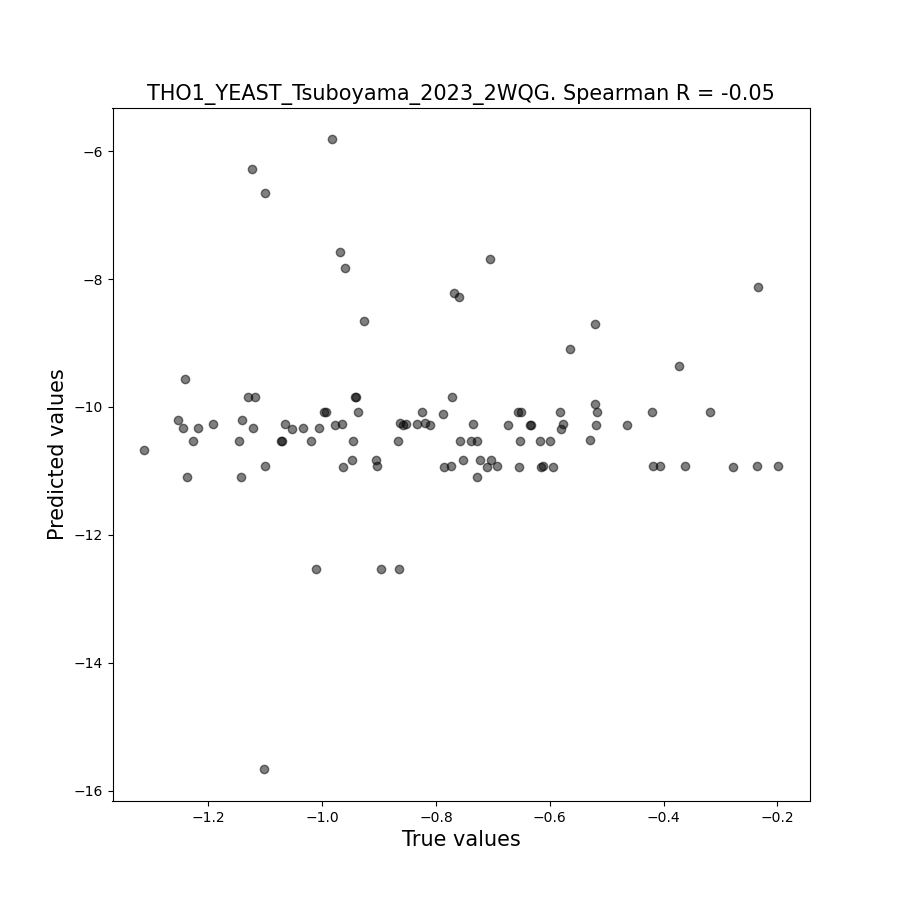 THO1_YEAST_Tsuboyama_2023_2WQG. Spearman R = -0.05
Predicted values
−6
−8
−10
−12
−14
−16
−1.2 −1.0 −0.8 −0.6 −0.4 −0.2
True values